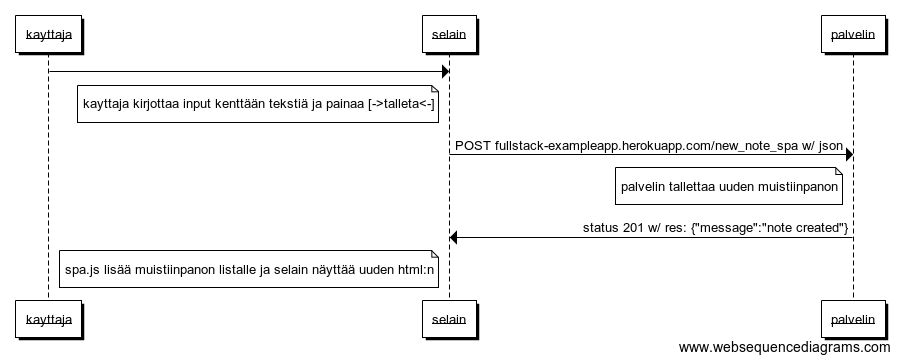 kayttaja
selain
palvelin
kayttaja kirjottaa input kenttään tekstiä ja painaa [->talleta<-]
POST fullstack-exampleapp.herokuapp.com/new_note_spa w/ json
palvelin tallettaa uuden muistiinpanon
status 201 w/ res: {"message":"note created"}
spa.js lisää muistiinpanon listalle ja selain näyttää uuden html:n
kayttaja
selain
palvelin
www.websequencediagrams.com